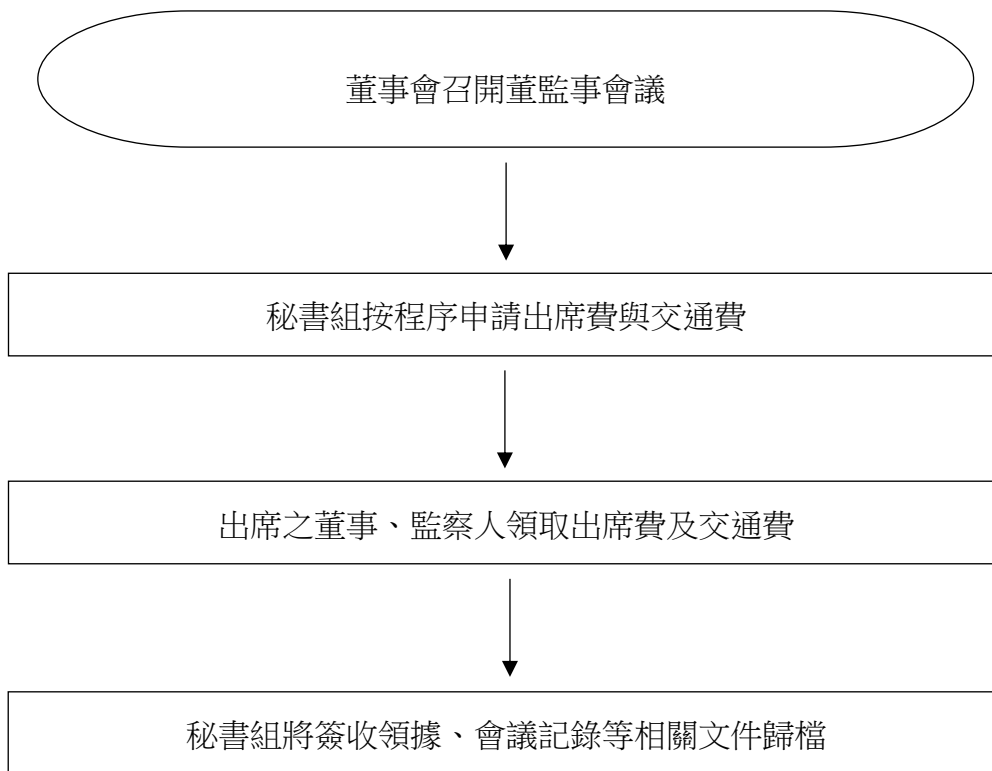 董事會召開董監事會議
秘書組按程序申請出席費與交通費
出席之董事、監察人領取出席費及交通費
秘書組將簽收領據、會議記錄等相關文件歸檔